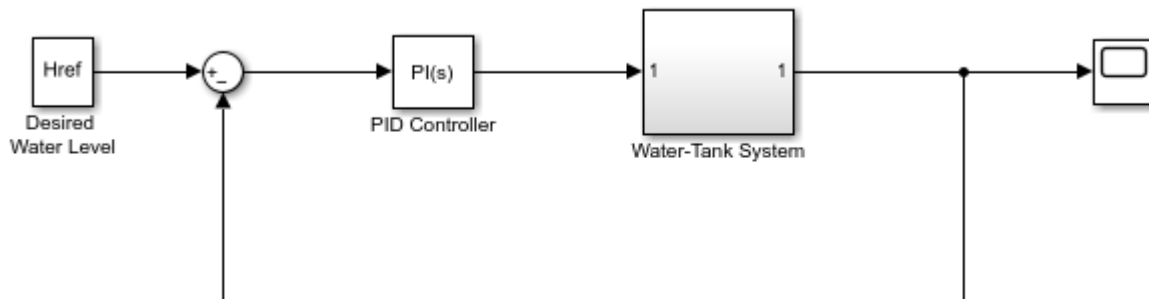 Href
+
-
PI(s)
1
1
Desired
Water Level
PID Controller
Water-Tank System